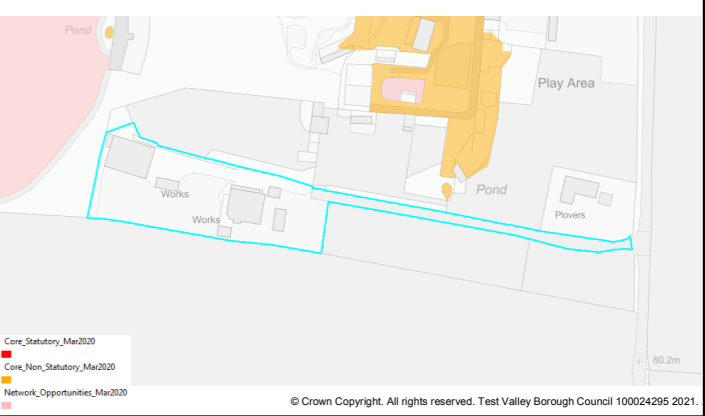 Pond
Play Area
Pond
Works
Works
Plovers
Core_Statutory_Mar2020
Core_Non_Statutory_Mar2020
80.2m
Network_Opportunities_Mar2020
© Crown Copyright. All rights reserved. Test Valley Borough Council 100024295 2021.